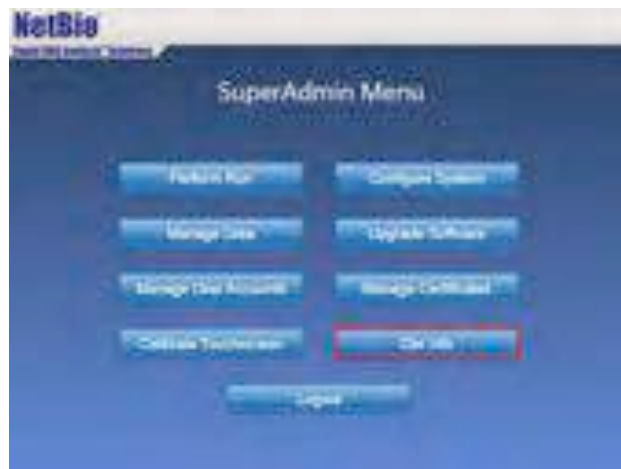 NetBio
SuperAdmin Menu
Perform Run
Configure System
Manage Data
Upgrade Software
Manage User Accounts
Manage Certificates
Calibrate Touchscreen
Logout